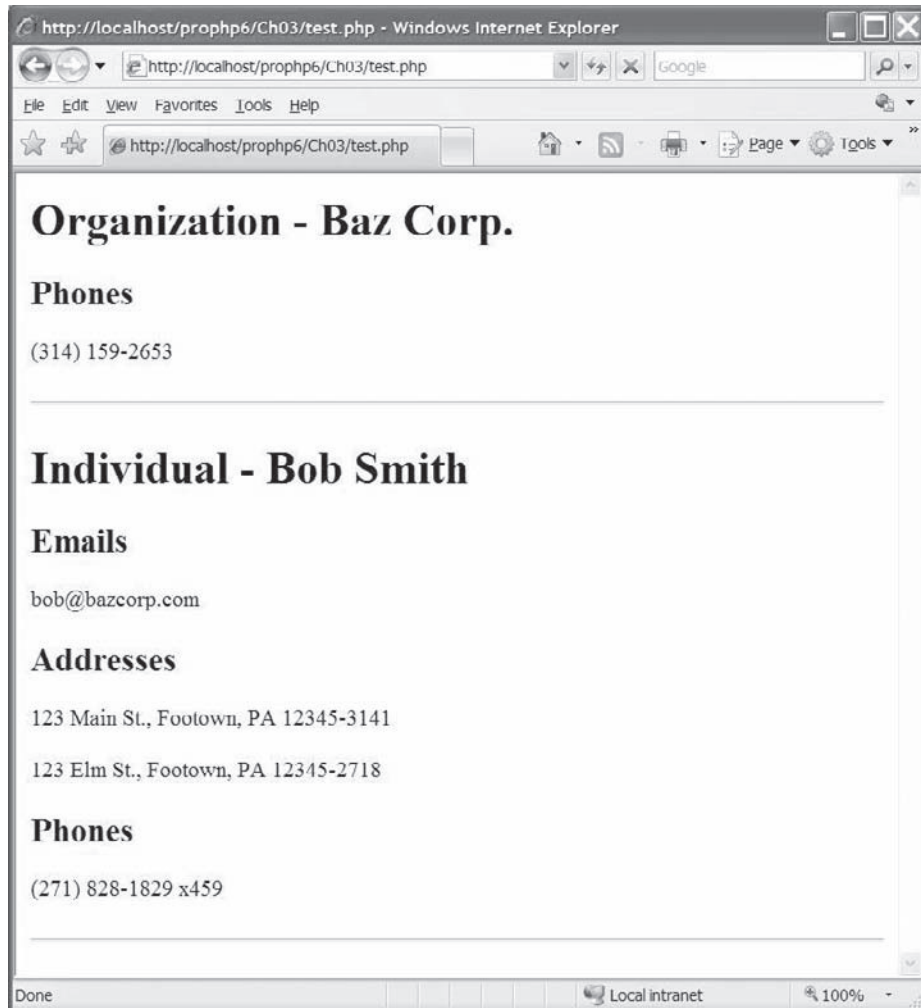 http://localhost/prophp6/Ch03/test.php - Windows Internet Explorer
http://localhost/prophp6/Ch03/test.php
Google
File Edit View Favorites Tools Help
http://localhost/prophp6/Ch03/test.php
Page Tools »
Organization - Baz Corp.
Phones
(314) 159-2653
Individual - Bob Smith
Emails
bob@bazcorp.com
Addresses
123 Main St., Footown, PA 12345-3141
123 Elm St., Footown, PA 12345-2718
Phones
(271) 828-1829 x459
Done Local intranet 100%